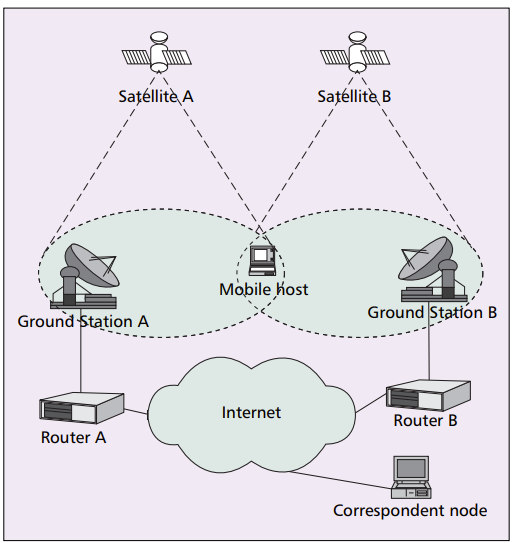 Satellite A
Satellite B
Mobile host
Ground Station A
Ground Station B
Internet
Router A
Router B
Correspondent node